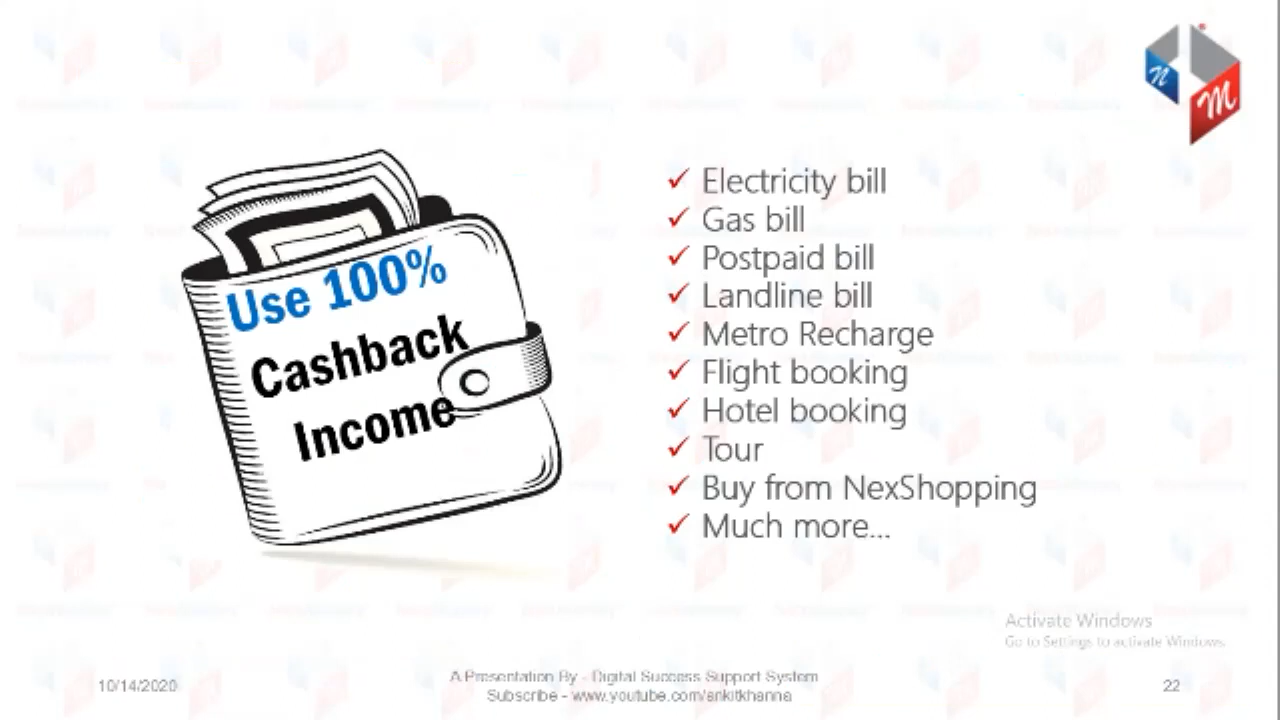 n
m
Use 100%
Cashback
Income
✓ Electricity bill
✓ Gas bill
✓ Postpaid bill
✓ Landline bill
✓ Metro Recharge
✓ Flight booking
✓ Hotel booking
✓ Tour
✓ Buy from NexShopping
✓ Much more...
Activate Windows
Go to Settings to activate Windows.
10/14/2020
A Presentation By - Digital Success Support System
Subscribe - www.youtube.com/ankitkhanna
22